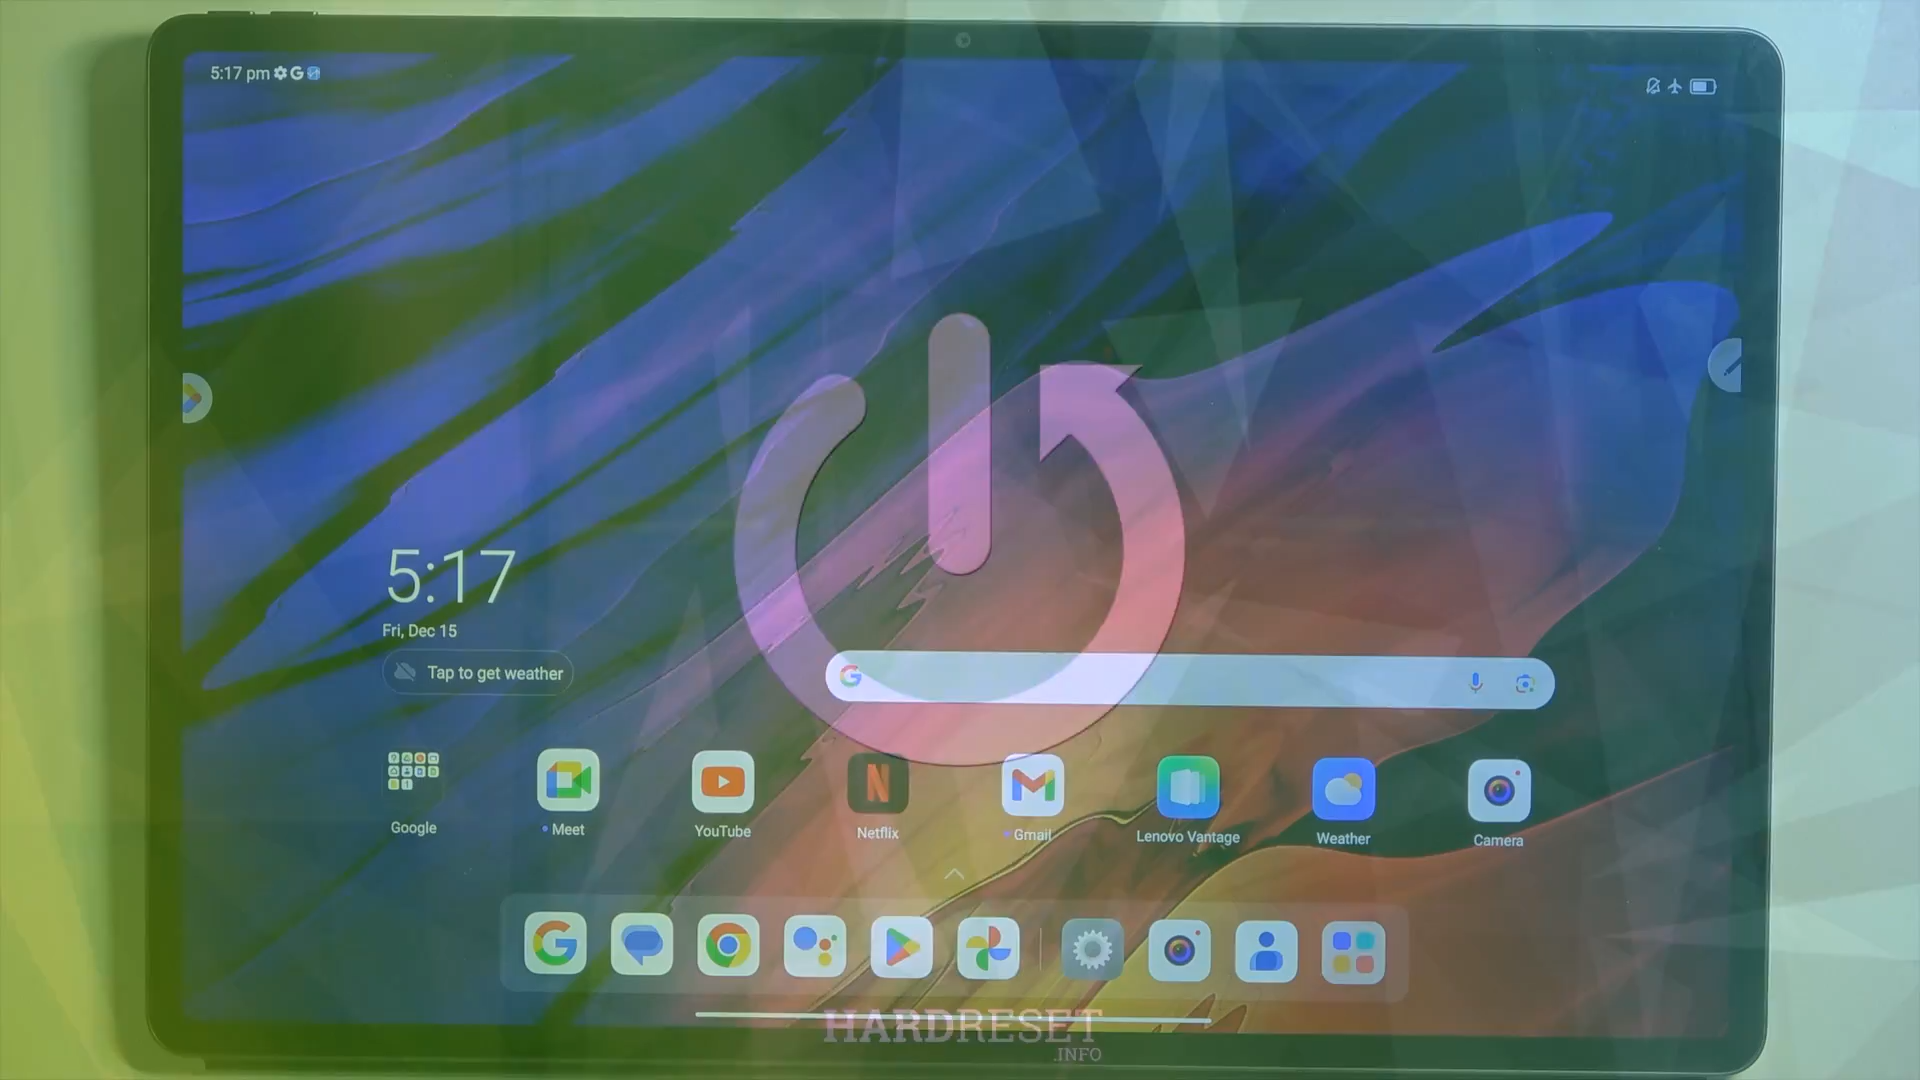 5:17 pm
5:17
Fri, Dec 15
Tap to get weather
Google
Meet
YouTube
Netflix
Gmail
Lenovo Vantage
Weather
Camera
HARDRESET
.INFO